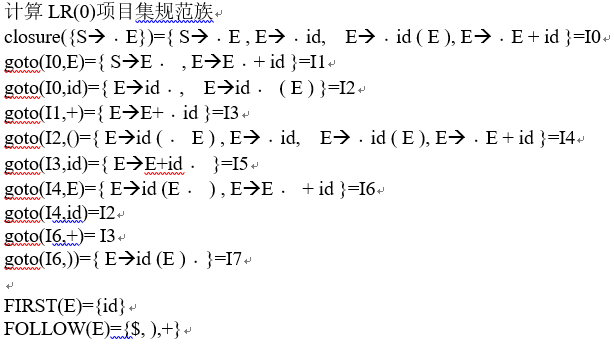 计算 LR(0)项目集规范族
closure({S→ . E})={ S→ . E , E→ . id, E→ . id ( E ), E→ . E + id }=I0
goto(I0,E)={ S→E . , E→E . + id }=I1
goto(I0,id)={ E→id . , E→id . ( E ) }=I2
goto(I1,+)={ E→E+ . id }=I3
goto(I2,()={ E→id ( . E ) , E→ . id, E→ . id ( E ), E→ . E + id }=I4
goto(I3,id)={ E→E+id . }=I5
goto(I4,E)={ E→id (E . ) , E→E . + id }=I6
goto(I4,id)=I2
goto(I6,+)= I3
goto(I6,))={ E→id (E ) . }=I7
FIRST(E)={id}
FOLLOW(E)={$, ),+}